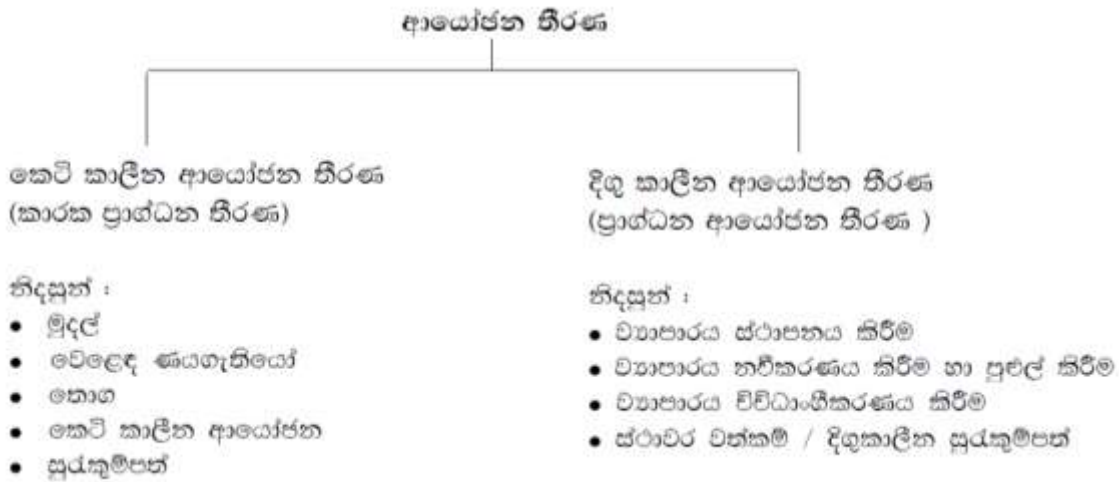 ආයෝජන තීරණ
කෙටි කාලීන ආයෝජන තීරණ
(කාරක ප්‍රාග්ධන තීරණ)
නිදසුන් :
• මුදල්
• වෙළෙඳ ණයගැතියෝ
• තොග
• කෙටි කාලීන ආයෝජන
• සුරැකුම්පත්
දිගු කාලීන ආයෝජන තීරණ
(ප්‍රාග්ධන ආයෝජන තීරණ )
නිදසුන් :
• ව්‍යාපාරය ස්ථාපනය කිරීම
• ව්‍යාපාරය නවීකරණය කිරීම හා පුළුල් කිරීම
• ව්‍යාපාරය විවිධාංගීකරණය කිරීම
• ස්ථාවර වත්කම් / දිගුකාලීන සුරැකුම්පත්